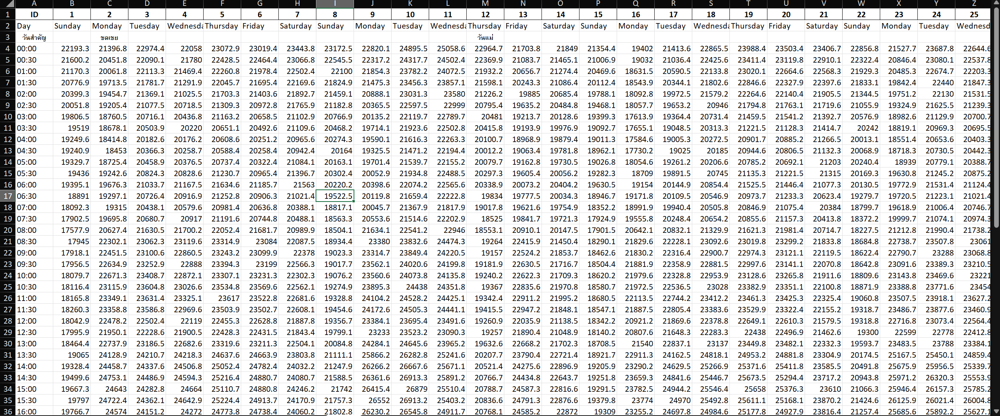 A B C D E F G H I J K L M N O P Q R S T U V W X Y Z
1 ID 1 2 3 4 5 6 7 8 9 10 11 12 13 14 15 16 17 18 19 20 21 22 23 24 25
2 Day Sunday Monday Tuesday Wednesda Thursday Friday Saturday Sunday Monday Tuesday Wednesda Thursday Friday Saturday Sunday Monday Tuesday Wednesda Thursday Friday Saturday Sunday Monday Tuesday Wednesd
3 วันสำคัญ ชดเชย วันแม่
4 00:00 22193.3 21396.8 22974.4 22058 23072.9 23019.4 23443.8 23172.5 22820.1 24895.5 25058.6 22964.7 21703.8 21849 21354.4 19402 21413.6 22865.5 23988.4 23503.4 23406.7 22856.8 21527.7 23687.8 22644.6
5 00:30 21600.2 20451.8 22090.1 21780 22428.5 22464.4 23066.8 22545.5 22317.2 24317.7 24502.4 22369.9 21083.7 21465.1 21006.9 19032 21036.4 22425.6 23411.4 23119.8 22910.1 22322.4 20846.4 23080.1 22537.8
6 01:00 21170.3 20061.8 22113.3 21469.4 22260.8 21978.4 22502.4 22100 21854.3 23782.2 24072.5 21932.2 20656.7 21274.4 20469.6 18631.5 20590.5 22133.8 23020.1 22664.6 22568.3 21929.3 20485.3 22674.7 22203.3
7 01:30 20776.9 19713.5 21781.7 21291.9 22045.7 21695.4 22169.6 21824.9 21475.3 23456.3 23857.1 21598.1 20243.3 21086.4 20112.4 18543.9 20344.1 21802.6 22846.6 22327.9 22397.6 21833.1 19842.4 22440 21847.3
8 02:00 20399.3 19454.7 21369.1 21025.5 21703.3 21403.6 21892.7 21459.1 20888.1 23031.3 23580 21226.2 19885 20685.4 19788.1 18092.8 19972.5 21579.2 22264.6 22140.4 21905.5 21344.5 19751.2 22130 21531.5
9 02:30 20051.8 19205.4 21077.5 20718.5 21309.3 20972.8 21765.9 21182.8 20365.5 22597.5 22999 20795.4 19635.2 20484.8 19468.1 18057.7 19653.2 20946 21794.8 21763.1 21719.6 21055.9 19324.9 21625.5 21239.3
10 03:00 19806.5 18760.5 20716.1 20436.8 21163.2 20658.5 21102.9 20766.9 20135.2 22119.7 22789.7 20481 19213.7 20128.6 19399.3 17613.9 19364.4 20731.4 21459.5 21541.2 21392.7 20576.9 18982.6 21129.9 20700.7
11 03:30 19519 18678.1 20503.9 20220 20651.1 20492.6 21109.6 20468.2 19714.1 21923.6 22502.8 20415.8 19193.9 19976.9 19092.7 17655.1 19048.5 20313.3 21221.5 21128.3 21414.7 20242 18819.1 20969.3 20695.5
12 04:00 19249.6 18414.8 20182.6 20176.2 20608.6 20251.2 20965.6 20274.3 19590.1 21616.3 22263.3 20100.7 18968.9 19879.4 19011.3 17584.6 19005.3 20272.5 20901.7 20885.2 21266.5 20013.1 18551.4 20653.6 20403.3
13 04:30 19240.9 18453 20366.3 20258.7 20588.4 20258.4 20942.4 20164 19325.5 21471.2 22194.4 20012.2 19063.4 19781.8 18962.1 17730.2 19025 20185 20944.6 20806.5 21132.3 20068.9 18718.3 20730.5 20442.3
14 05:00 19329.7 18725.4 20458.9 20376.5 20737.4 20322.4 21084.1 20163.1 19701.4 21539.7 22155.2 20079.7 19162.8 19730.5 19026.8 18054.6 19261.2 20206.6 20785.2 20692.1 21203 20240.4 18939 20779.1 20388.7
15 05:30 19436 19242.6 20824.3 20828.6 21230.7 20965.4 21396.7 20302.4 20052.9 21934.8 22488.5 20297.3 19605.4 20056.2 19282.3 18709 19891.5 20745 21135.3 21221.5 21315 20169.3 19630.8 21245.2 20875.2
16 06:00 19395.1 19676.3 21033.7 21167.5 21634.6 21185.7 21563 20220.2 20398.6 22074.2 22565.6 20338.9 20073.2 20404.2 19630.5 19154 20144.9 20854.4 21525.5 21446.4 21077.3 20130.5 19772.9 21531.4 21124.4
17 06:30 18891 19297.1 20726.4 20916.9 21252.8 20906.3 21021.4 19522.5 20119.8 21659.4 22222.8 19834 19777.5 20034.3 18946.7 19171.8 20109.5 20546.9 20973.7 21233.3 20623.4 19279.7 19720.5 21223.1 21021.4
18 07:00 18092.3 19315 20438.1 20579.6 20981.4 20636.8 20388.1 18817.1 20045.7 21367.9 21817.9 19017.8 19621.6 19754.9 18352.2 18991.9 19940.4 20505.8 20846.9 21075.4 20384 18799.7 19618.9 21006.4 20746.7
19 07:30 17902.5 19695.8 20680.7 20917 21191.6 20744.8 20488.1 18563.3 20553.6 21514.6 22202.9 18525 19841.7 19721.3 17924.9 19555.8 20248.4 20654.2 20855.6 21157.3 20413.8 18372.2 19999.7 21074.1 20974.3
20 08:00 17577.9 20627.4 21630.5 21700.2 22052.4 21681.7 20989.9 18504.1 21634.1 22541.2 22946 18553.1 20910.1 20147.5 17901.5 20642.1 20832.1 21329.9 21621.3 21981.4 20714.7 18227.5 21212.8 21990.4 21738.2
21 08:30 17945 22302.1 23062.3 23119.6 23314.9 23084 22087.5 18934.4 23380 23832.6 24474.3 19264 22415.9 21450.4 18290.1 21829.6 22228.1 23092.6 23019.8 23299.2 21833.8 18684.8 22738.7 23507.8 23061
22 09:00 17918.1 22451.5 23100.6 22860.5 23243.2 23099.9 22378 19023.3 23314.7 23849.4 24220.5 19157 22524.2 21853.7 18462.6 21830.2 22316.4 22900.7 22974.3 23121.1 22119.5 18622.4 22790.7 23288 23068.8
23 09:30 17956.5 22634.9 23252.9 22888 23394.3 23199 22566.3 19017.7 23562.1 24020.6 24199.8 19181.9 22630.5 21716.7 18504.4 21881.9 22358.9 22881.5 22997.6 23141.1 22070.8 18642.8 23091.6 23389.3 23210.5
24 10:00 18079.7 22671.3 23408.7 22872.1 23307.1 23231.3 22302.3 19076.2 23560.6 24073.8 24135.8 19240.2 22622.3 21709.3 18620.2 21979.6 22328.8 22953.9 23128.6 23265.8 21911.6 18809.6 23143.8 23469.6 23221
25 10:30 18116.4 23115.9 23604.8 23026.6 23534.8 23569.6 22562.1 19274.9 23895.3 24438 24351.8 19367 22835.6 21970.8 18580.7 21972.5 22536.5 23028 23382.9 23351.1 22100.8 18871.9 23388.8 23771.6 23454
26 11:00 18165.8 23349.1 23631.4 23325.1 23617 23522.8 22681.6 19328.8 24104.2 24528.2 24425.1 19342.4 22911.2 21995.2 18680.5 22113.5 22744.2 23412.2 23461.3 23425.3 22325.4 19060.8 23507.5 23918.1 23627.2
27 11:30 18260.3 23358.8 23586.8 22969.6 23503.9 23502.7 22608.1 19454.6 24172.6 24505.3 24441.1 19415.5 22947.2 21848.1 18547.1 21887.5 22805.4 23383.6 23529.9 23322.4 22155.2 19318.7 23486.7 23877.6 23460.9
28 12:00 18042.9 22478.2 22502.4 22119 22455.3 22628.8 21887.8 19356.7 23384.1 23695.4 23491.6 19260.9 22035.9 21138.5 18342.2 20921.2 21869.6 22378.8 22649.1 22610.3 21579.5 19318.8 22716.8 23073.4 22564.4
29 12:30 17995.9 21950.1 22228.6 21900.5 22428.3 22431.5 21843.4 19799.1 23233 23523.2 23090.3 19257 21890.4 21048.9 18140.2 20807.6 21648.3 22283.3 22438 22496.9 21462.6 19300 22599 22778 22412.8
30 13:00 18464.4 22737.9 23186.5 22682.6 23319.6 23211.3 22504.1 20084.8 24284.1 24645.6 23965.2 19632.6 22668.2 21702.3 18708.5 21540 22837.1 23137 23449.8 23482.1 22332.3 19593.7 23483.5 23788 23384.1
31 13:30 19065 24128.9 24210.7 24218.3 24637.6 24663.9 23803.8 21111.1 25866.2 26282.8 25241.6 20207.7 23790.4 22721.4 18921.7 22911.3 24162.5 24818.1 24953.2 24881.8 23304.9 20174.5 25167.5 25450.1 24859.4
32 14:00 19328.4 24458.7 24337.6 24506.8 25052.4 24782.4 24032.2 21247.9 26266.2 26667.6 25671.1 20521.4 24275.6 22896.9 19205.9 23290.2 24629.5 25266.9 25371.6 25411.8 23585.5 20491.8 25675.9 25956.5 25339.7
33 14:30 19499.6 24753.1 24486.9 24594.3 25216.4 24880.7 24080.7 21588.5 26361.6 26913.3 25891.2 20766.7 24434.8 22643.7 19251.8 23659.3 24841.6 25446.7 25673.5 25294.4 23717.2 20943.8 25971.2 26320.3 25553.9
34 15:00 19667.3 24643 24282.8 24664 25110.7 24880.8 24246.2 21742 26415.4 26879 25510.4 20788.7 24587.3 22816.6 19291.5 23782.5 24944.2 25546.4 25658 25376.3 23610 21066.3 25946.4 26157.3 25785.2
35 15:30 19797 24722.4 24362.1 24642.9 25224.4 24913.7 24170.9 21757.3 26552 26913.2 25403.2 20836.6 24791.3 22876.6 19379.8 23774 24970 25492.8 25611.1 25168.1 23870.2 21424.6 26125.9 26021.4 26004.8
36 16:00 19766.7 24574 24151.2 24272 24773.8 24738.4 24060.2 21802.8 26230.2 26545.8 24911.7 20768.1 24585.2 22872 19309 23255.2 24697.8 24984.6 25177.8 24927.9 23816.4 21257.4 25685.6 25892.2 25627.1